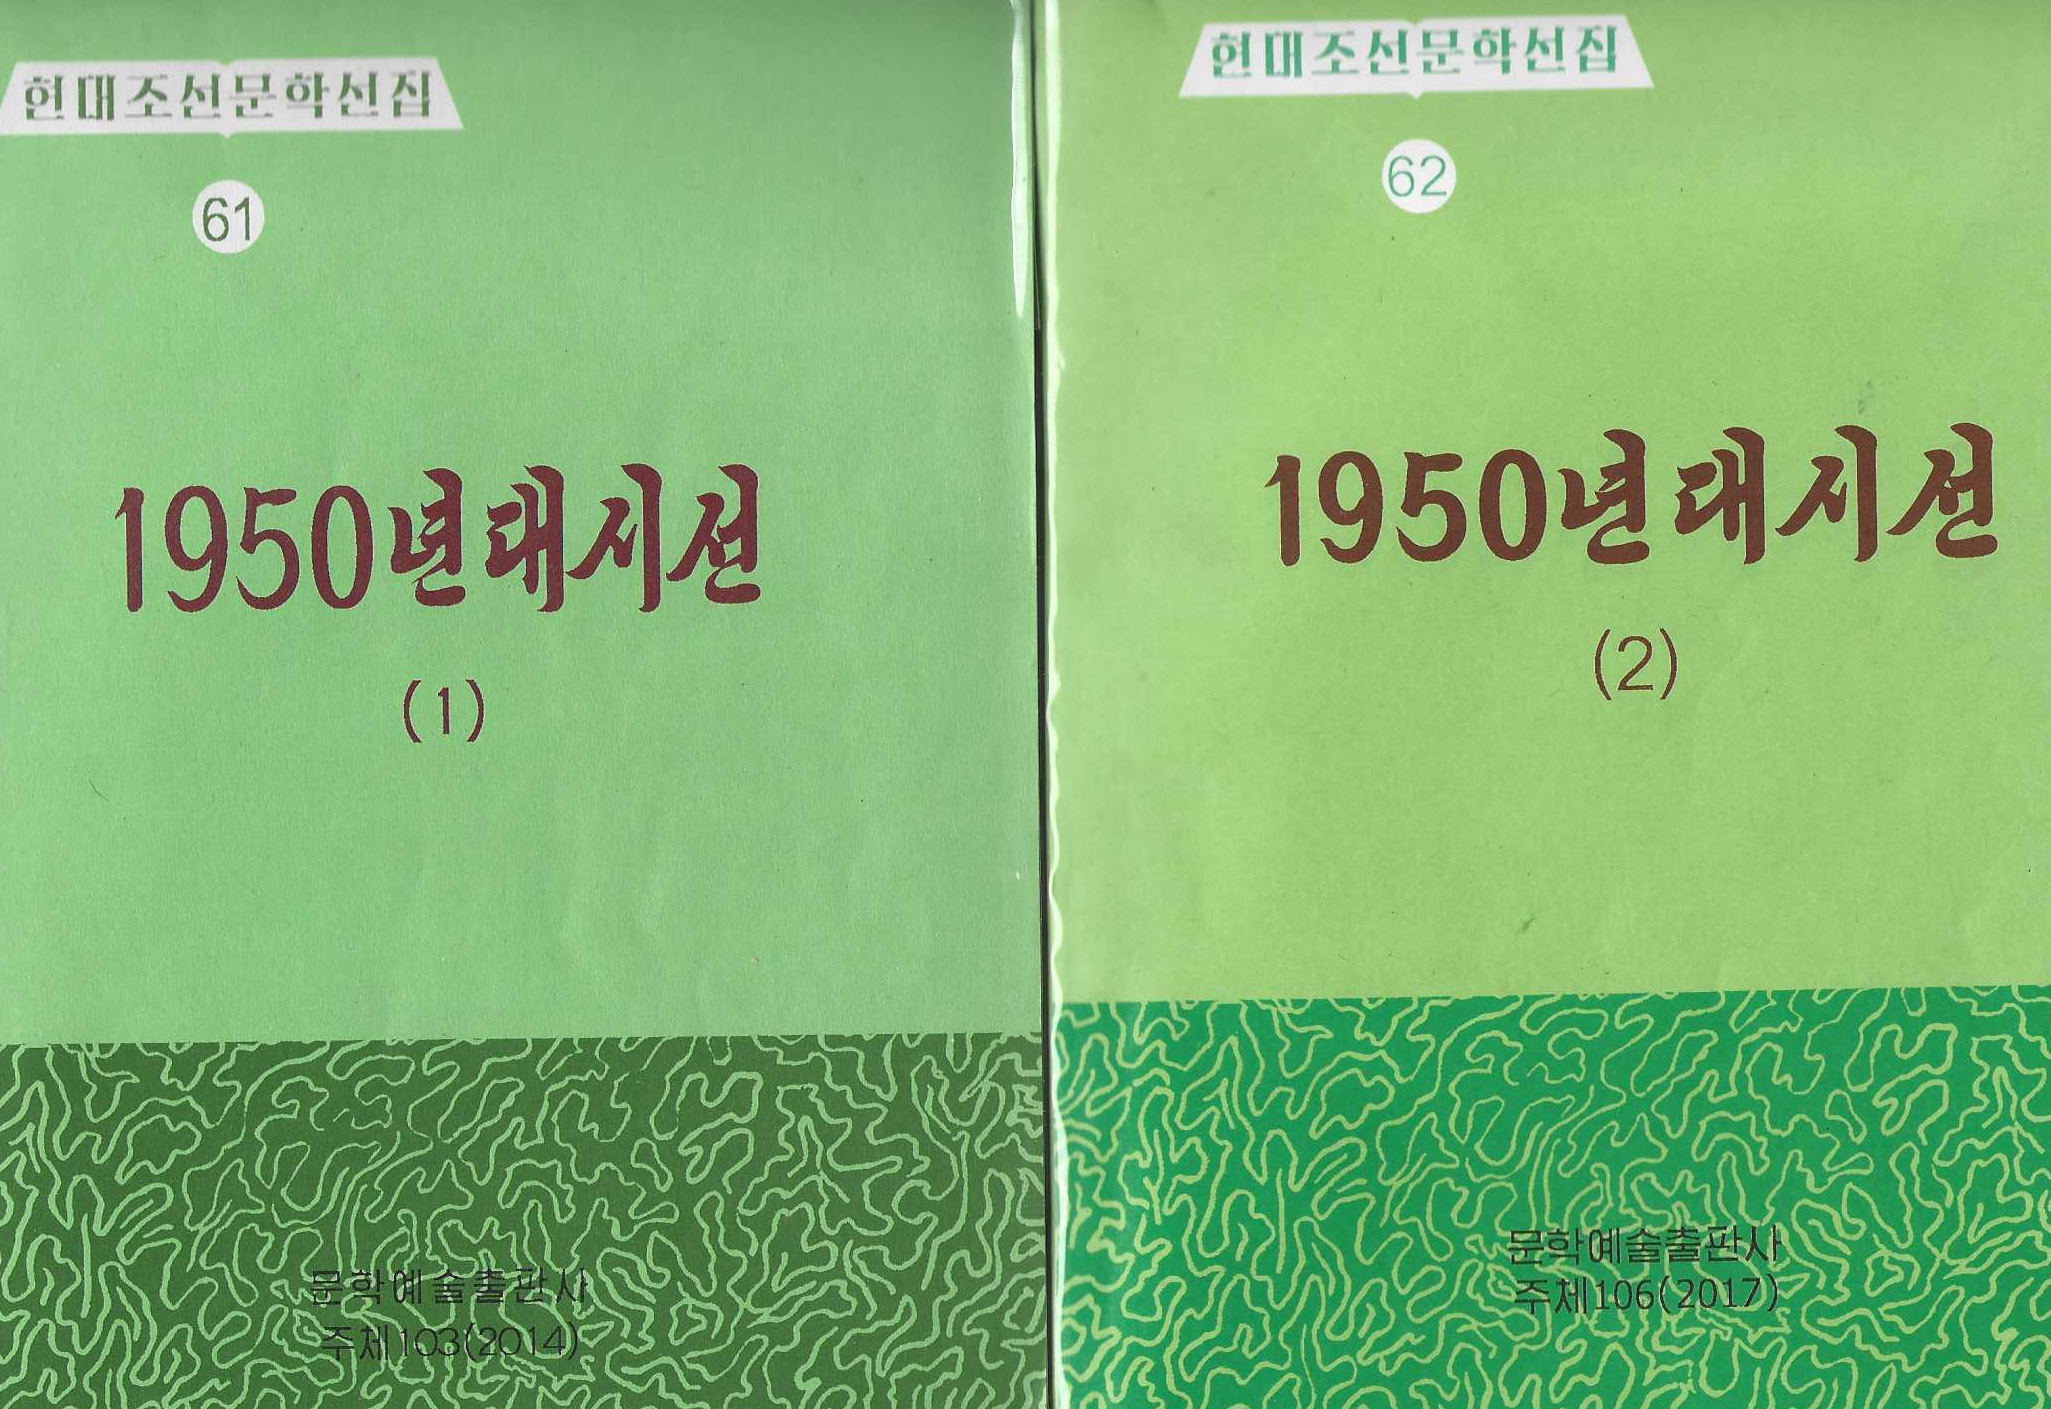 현대조선문학선집
61
1950년대시선
(1)
문학예술출판사
주체103(2014)
현대조선문학선집
62
1950년대시선
(2)
문학예술출판사
주체106(2017)